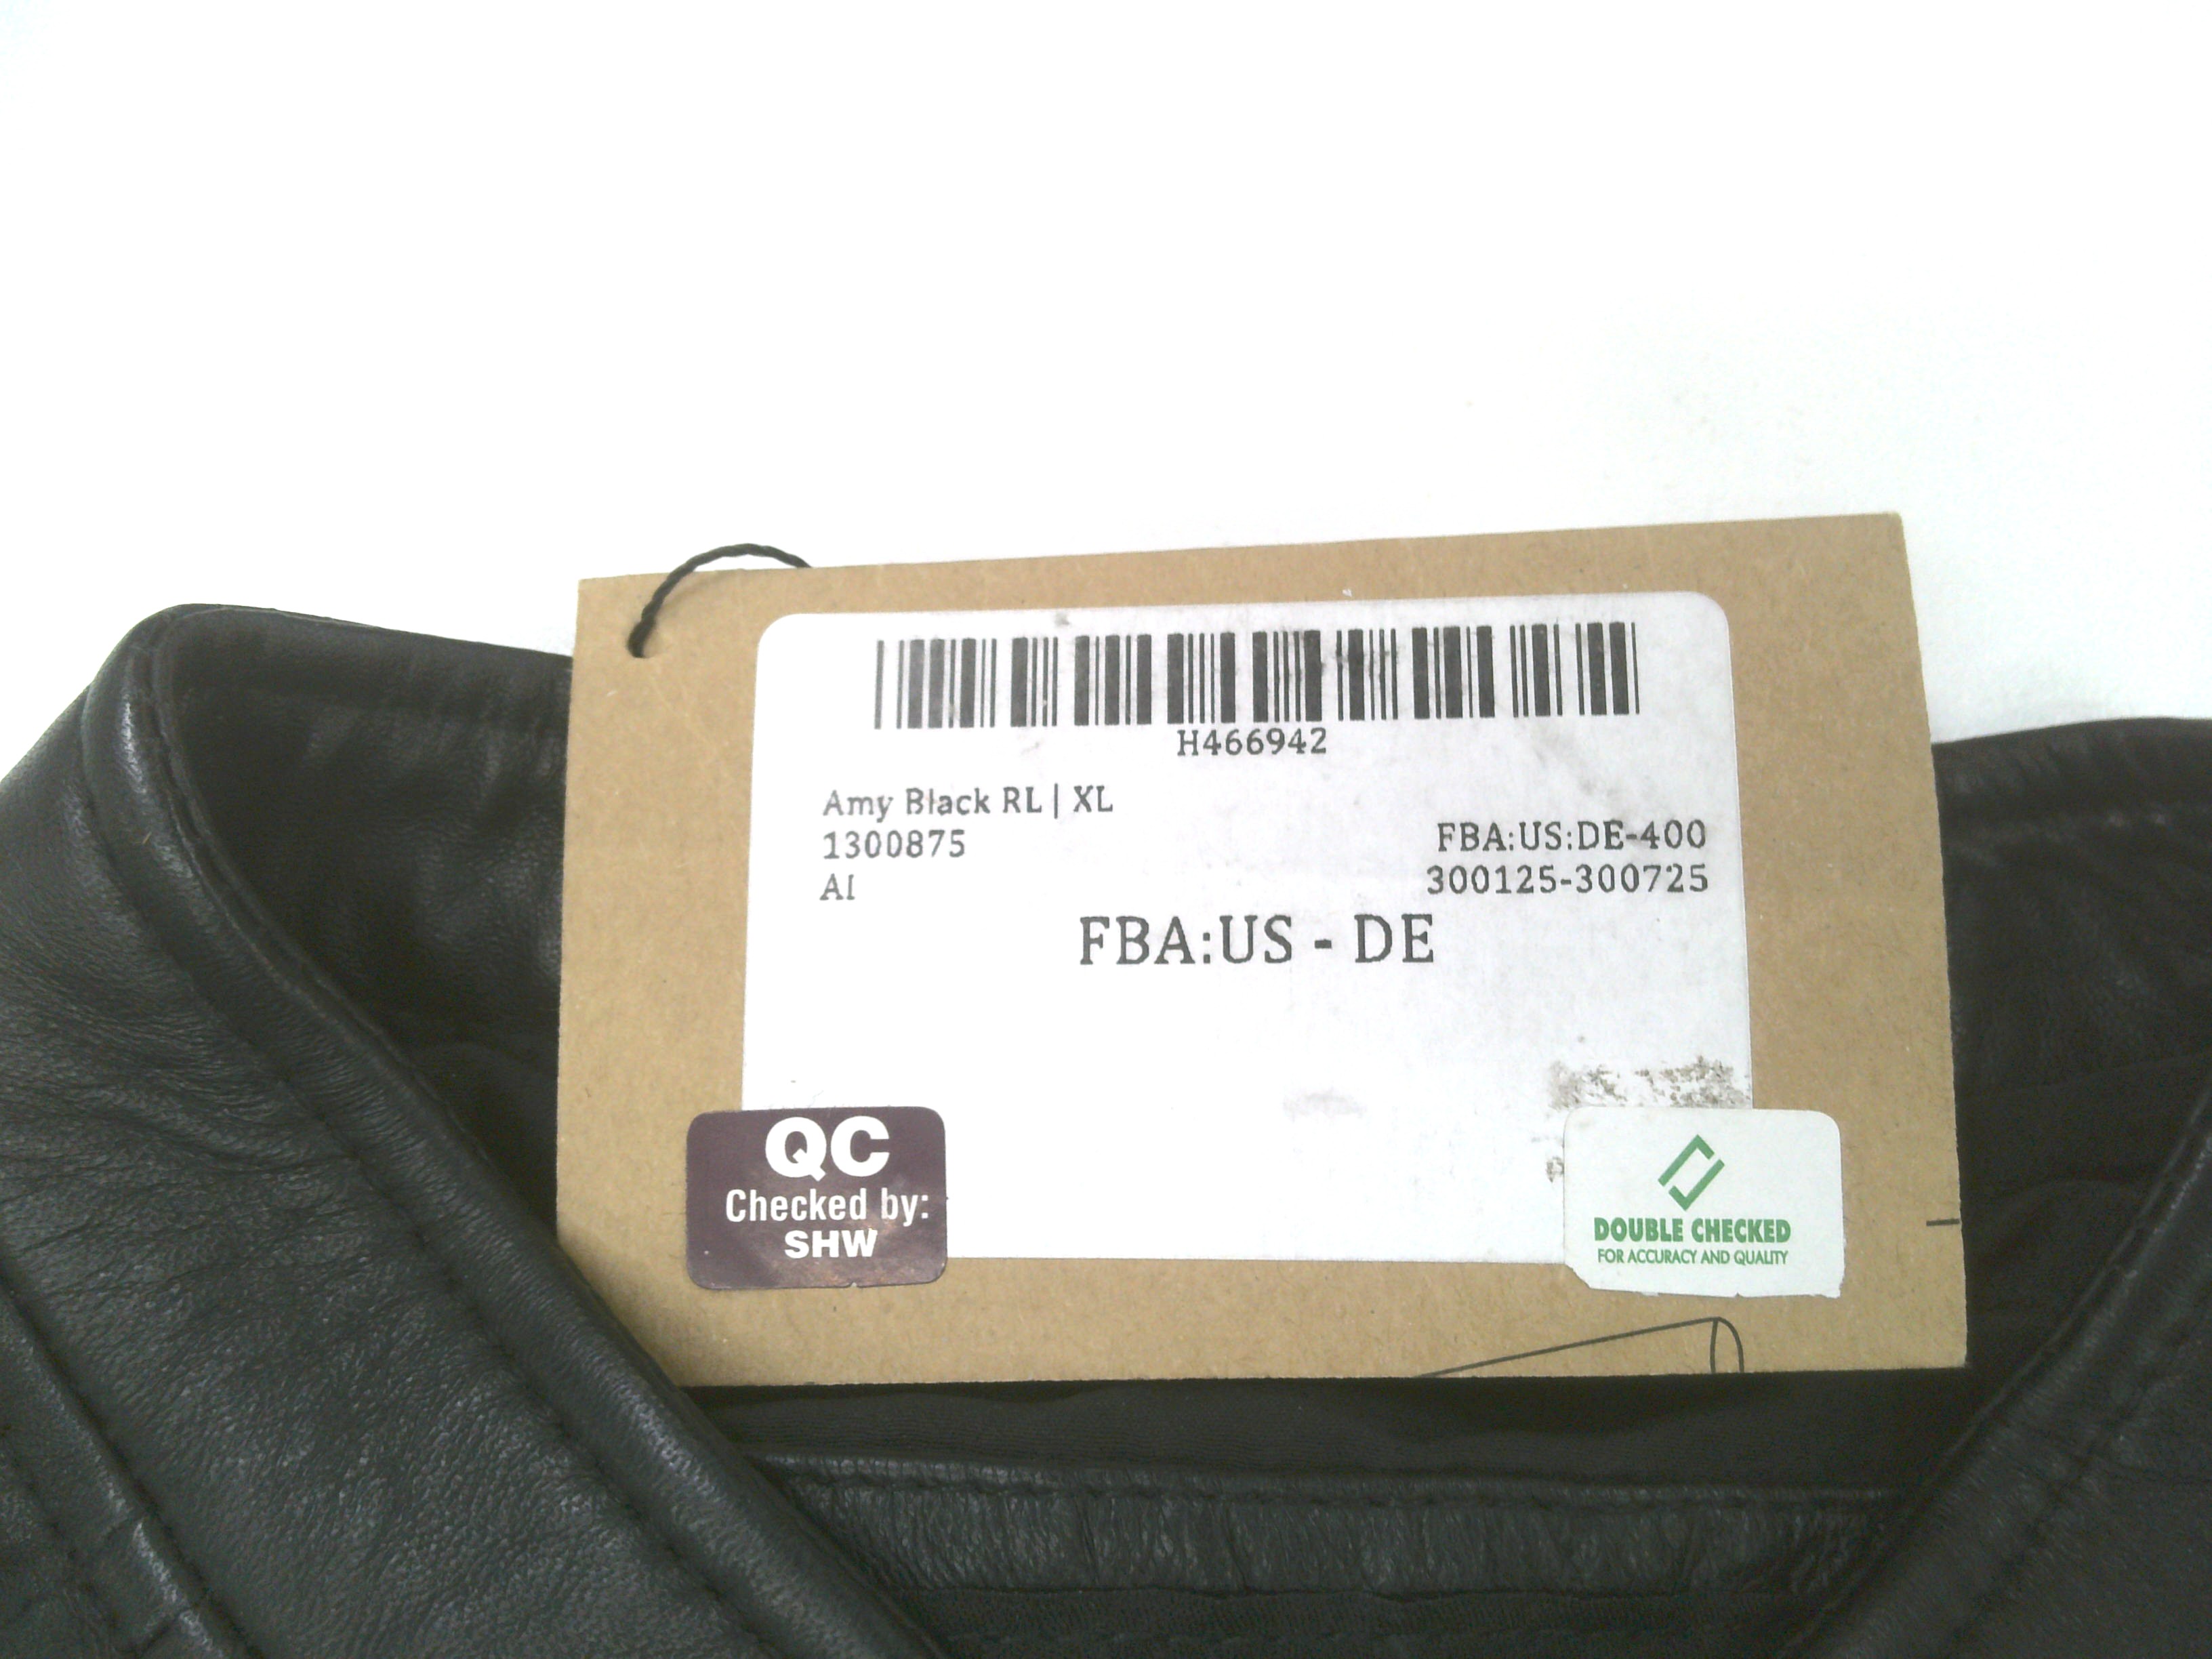 H466942
Amy Black RL | XL
1300875
FBA:US:DE-400
AI
300125-300725
FBA:US - DE
QC
Checked by:
SHW
DOUBLE CHECKED
FOR ACCURACY AND QUALITY